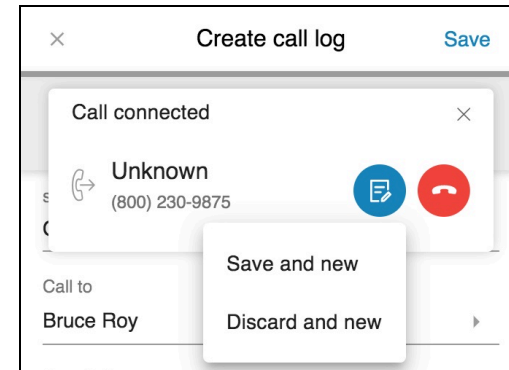 Create call log
Save
Call connected
Unknown
(800) 230-9875
Save and new
Call to
Bruce Roy
Discard and new